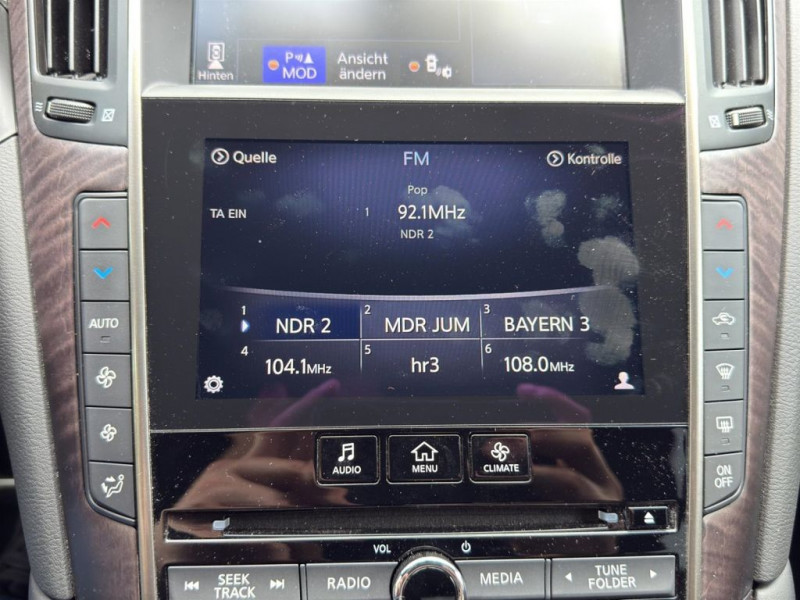 Hinten
P MOD
Ansicht ändern
Quelle
FM
Kontrolle
Pop
TA EIN
1 92.1MHz
NDR 2
1 NDR 2
2 MDR JUM
3 BAYERN 3
4 104.1MHz
5 hr3
6 108.0MHz
AUTO
ON OFF
AUDIO
MENU
CLIMATE
VOL
SEEK TRACK
RADIO
MEDIA
TUNE FOLDER